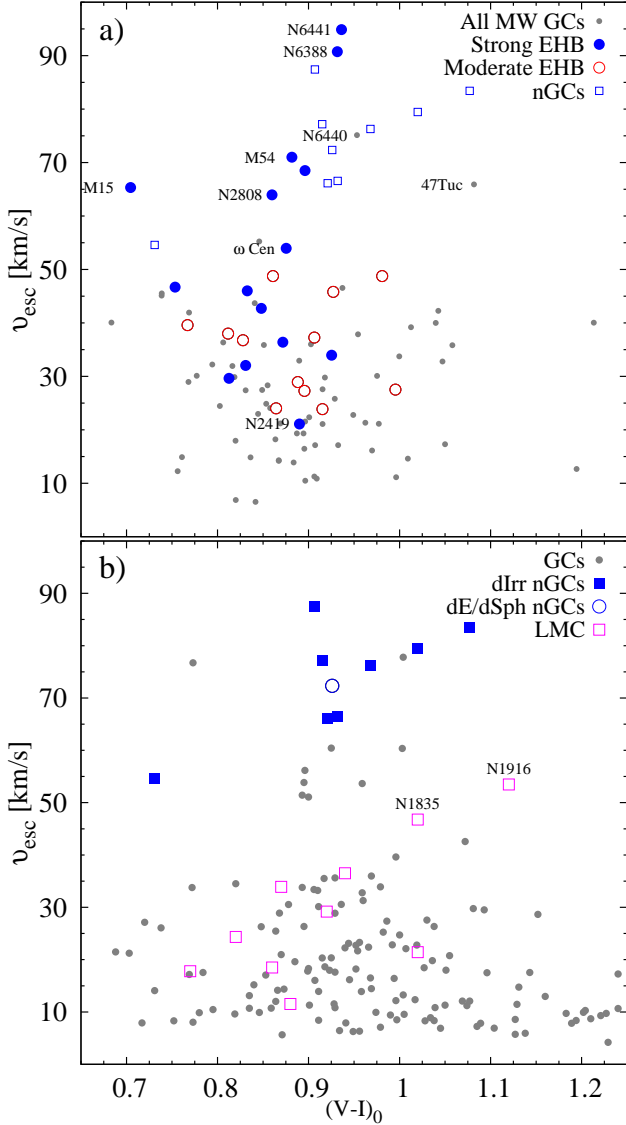 a)
All MW GCs
Strong EHB
Moderate EHB
nGCs
N6441
N6388
N6440
M54
M15
47Tuc
N2808
ω Cen
N2419
90
70
50
30
10
υesc [km/s]
b)
GCs
dIrr nGCs
dE/dSph nGCs
LMC
N1916
N1835
90
70
50
30
10
υesc [km/s]
0.7 0.8 0.9 1 1.1 1.2
(V-I)0